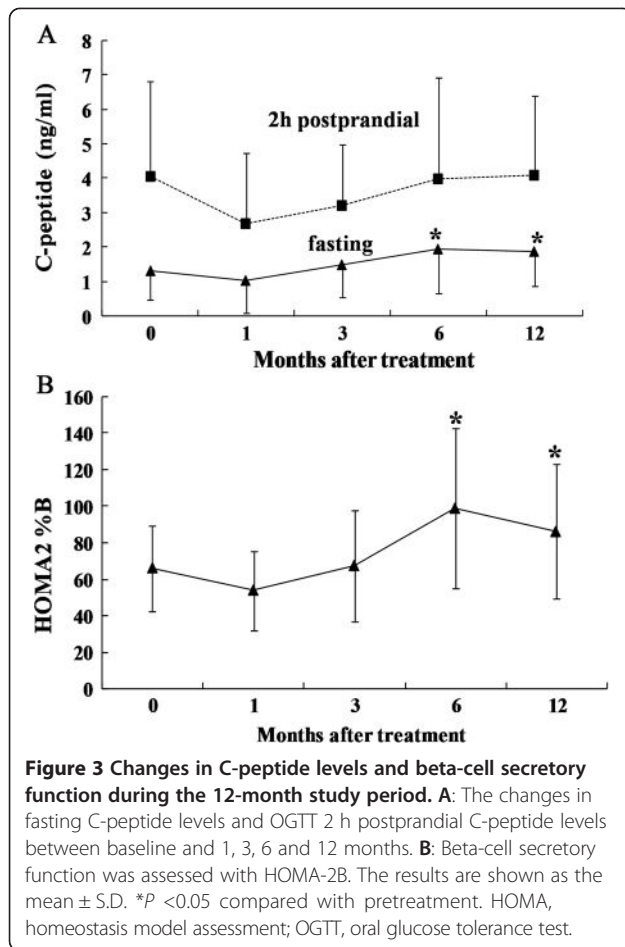 A
8
7
6
5
4
3
2
1
0
C-peptide (ng/ml)
2h postprandial
fasting
*
*
0 1 3 6 12
Months after treatment
B
160
140
120
100
80
60
40
20
0
HOMA2 %B
*
*
0 1 3 6 12
Months after treatment
Figure 3 Changes in C-peptide levels and beta-cell secretory
function during the 12-month study period. A: The changes in
fasting C-peptide levels and OGTT 2 h postprandial C-peptide levels
between baseline and 1, 3, 6 and 12 months. B: Beta-cell secretory
function was assessed with HOMA-2B. The results are shown as the
mean ± S.D. *P <0.05 compared with pretreatment. HOMA,
homeostasis model assessment; OGTT, oral glucose tolerance test.